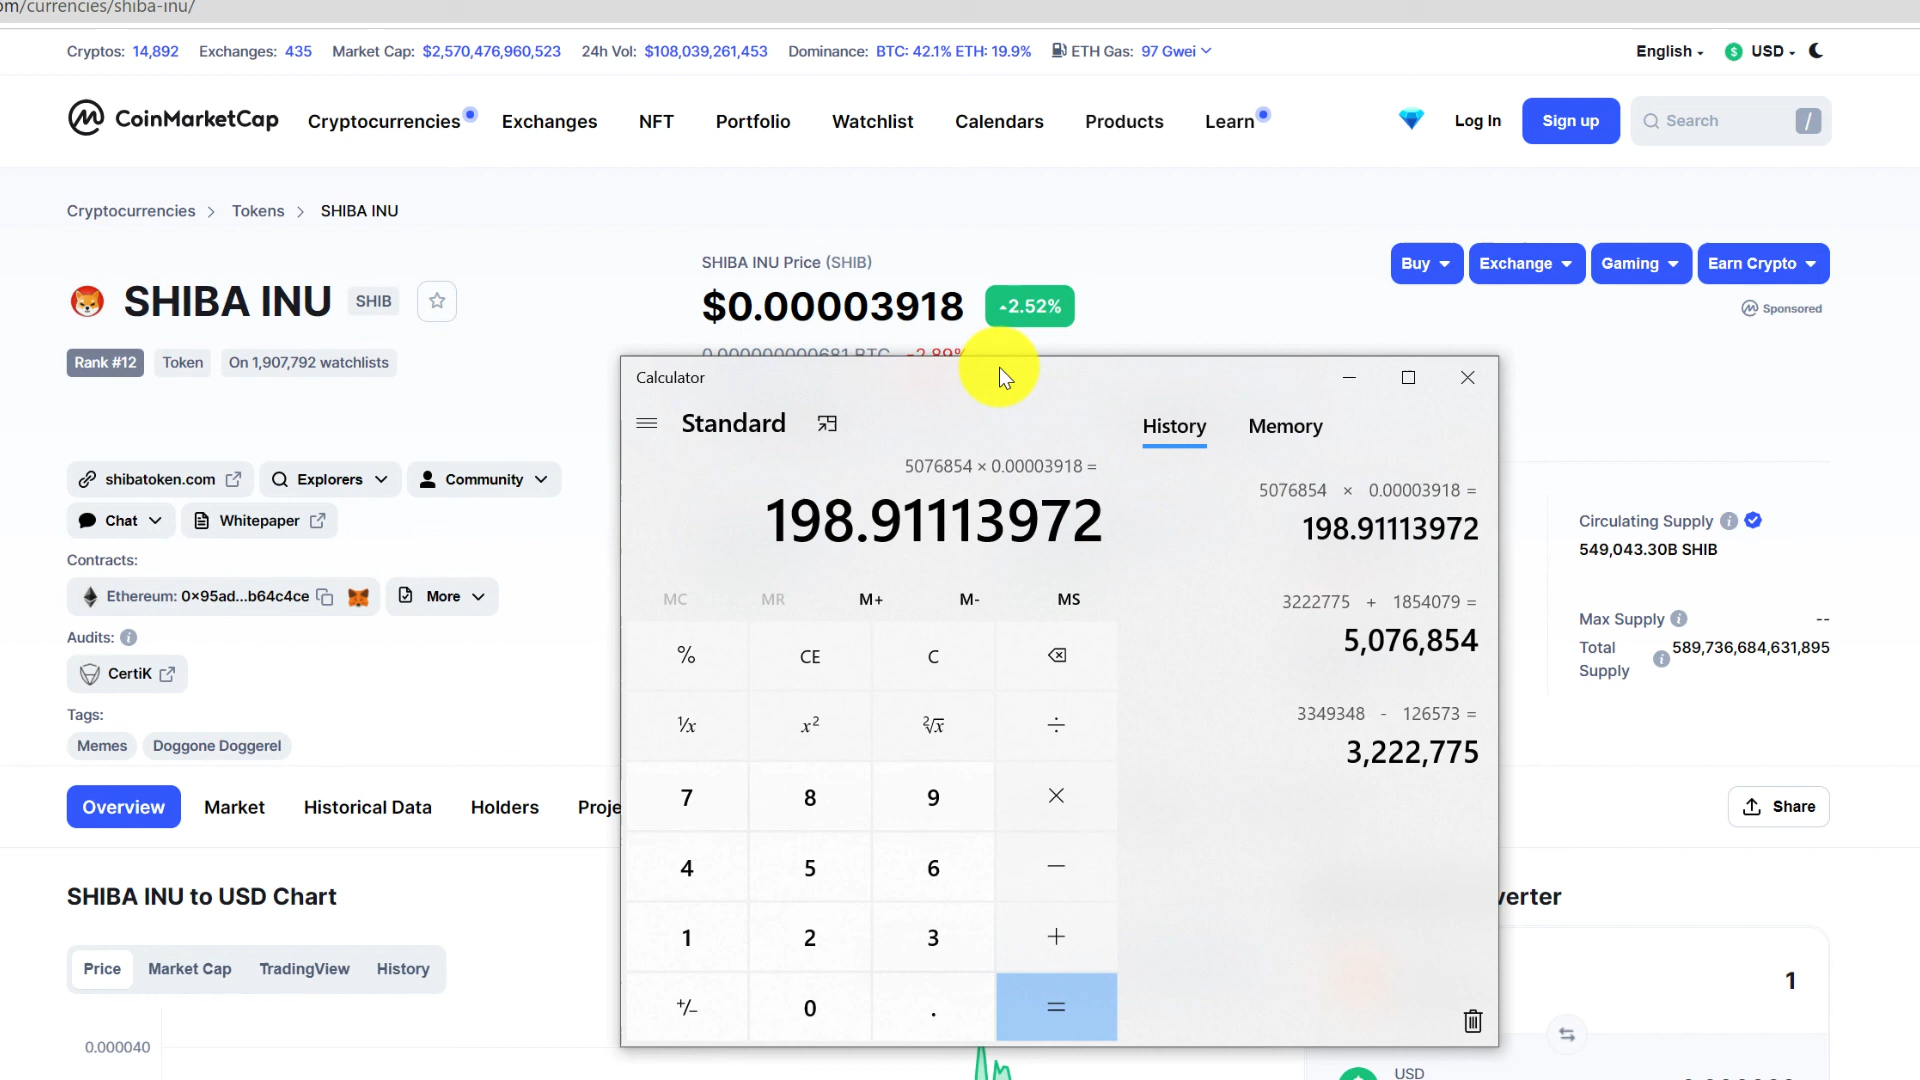 om/currencies/shiba-inu/
Cryptos: 14,892 Exchanges: 435 Market Cap: $2,570,476,960,523 24h Vol: $108,039,261,453 Dominance: BTC: 42.1% ETH: 19.9% ETH Gas: 97 Gwei English USD
CoinMarketCap Cryptocurrencies Exchanges NFT Portfolio Watchlist Calendars Products Learn Log In Sign up Search /
Cryptocurrencies > Tokens > SHIBA INU
SHIBA INU Price (SHIB)
Buy Exchange Gaming Earn Crypto
SHIBA INU SHIB
$0.00003918 2.52%
Sponsored
Rank #12 Token On 1,907,792 watchlists
0.000000000681 BTC -2.89%
shibatoken.com Explorers Community
Chat Whitepaper
Contracts:
Ethereum: 0x95ad...b64c4ce More
Audits:
CertiK
Tags:
Memes Doggone Doggerel
Calculator
Standard
History Memory
5076854 × 0.00003918 =
198.91113972
MC MR M+ M- MS
% CE C
¹/x x² ²√x ÷
7 8 9 ×
4 5 6 −
1 2 3 +
+/− 0 . =
5076854 × 0.00003918 =
198.91113972
3222775 + 1854079 =
5,076,854
3349348 - 126573 =
3,222,775
Circulating Supply
549,043.30B SHIB
Max Supply --
Total Supply 589,736,684,631,895
Overview Market Historical Data Holders Proje
Share
SHIBA INU to USD Chart
verter
Price Market Cap TradingView History
1
0.000040
USD